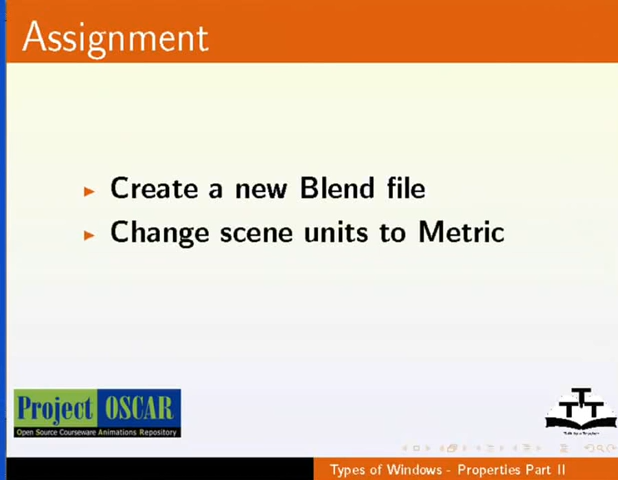 Assignment
Create a new Blend file
Change scene units to Metric
Project OSCAR
Open Source Courseware Animations Repository
TTT
Types of Windows - Properties Part II